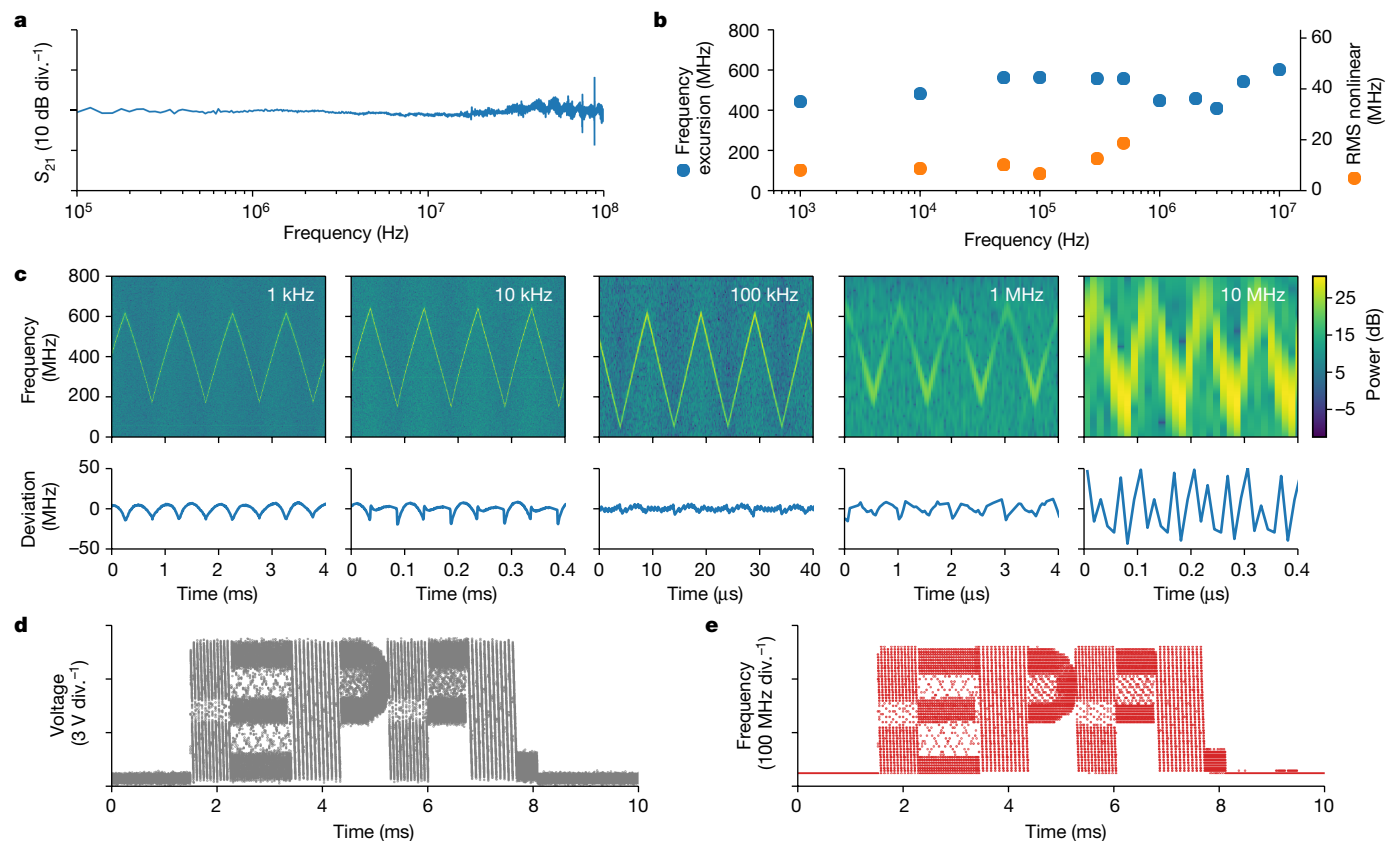 a
S21 (10 dB div.−1)
10^5
10^6
10^7
10^8
Frequency (Hz)
b
Frequency
excursion (MHz)
800
600
400
200
0
60
40
20
0
RMS nonlinear
(MHz)
10^3
10^4
10^5
10^6
10^7
Frequency (Hz)
c
Frequency
(MHz)
800
600
400
200
0
1 kHz
10 kHz
100 kHz
1 MHz
10 MHz
25
15
5
−5
Power (dB)
Deviation
(MHz)
50
0
−50
0 1 2 3 4
Time (ms)
0 0.1 0.2 0.3 0.4
Time (ms)
0 10 20 30 40
Time (μs)
0 1 2 3 4
Time (μs)
0 0.1 0.2 0.3 0.4
Time (μs)
d
Voltage
(3 V div.−1)
0 2 4 6 8 10
Time (ms)
e
Frequency
(100 MHz div.−1)
0 2 4 6 8 10
Time (ms)